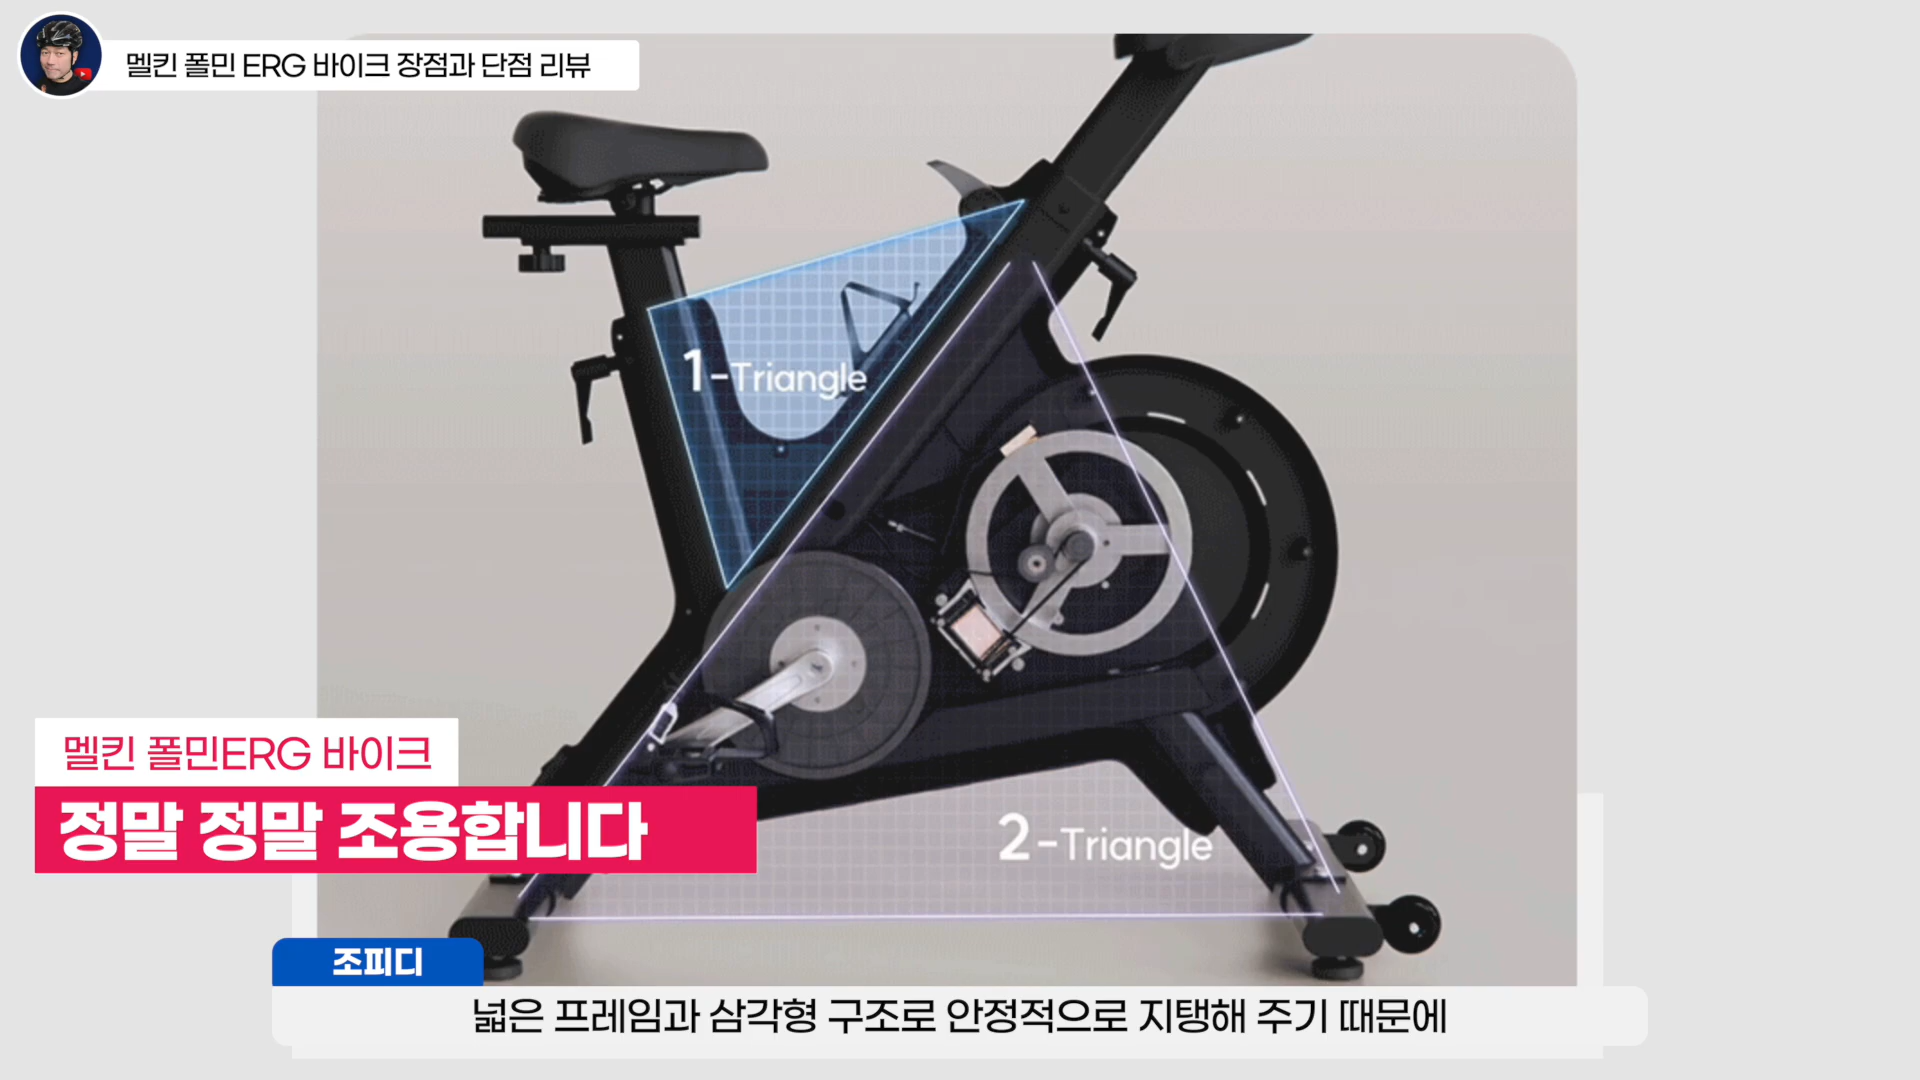 멜킨 폴민 ERG 바이크 장점과 단점 리뷰
1-Triangle
멜킨 폴민ERG 바이크
정말 정말 조용합니다
2-Triangle
조피디
넓은 프레임과 삼각형 구조로 안정적으로 지탱해 주기 때문에